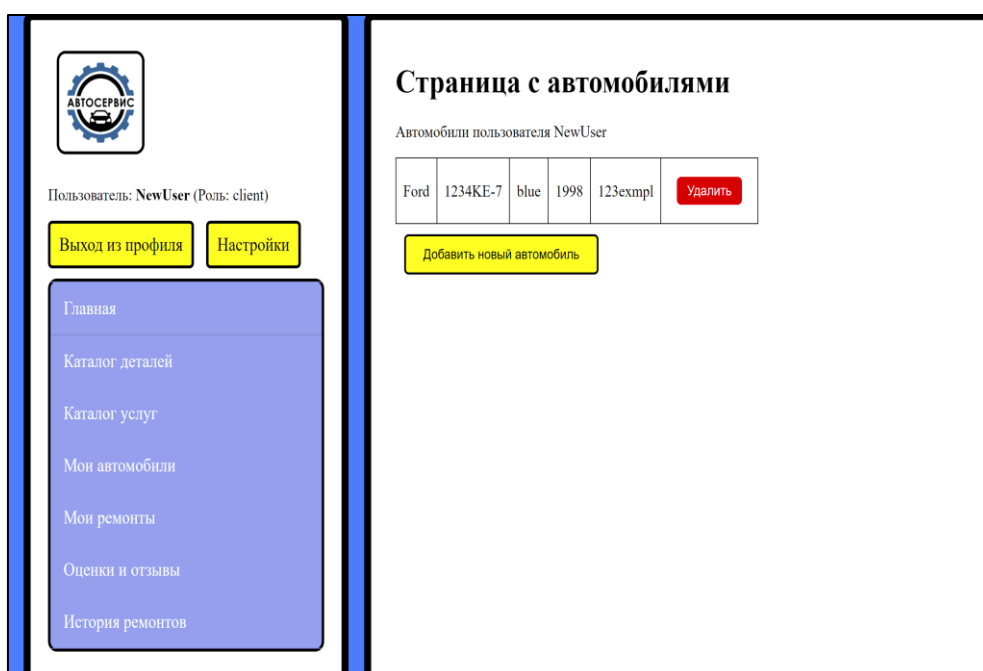 АВТОСЕРВИС
Пользователь: NewUser (Роль: client)
Выход из профиля
Настройки
Главная
Каталог деталей
Каталог услуг
Мои автомобили
Мои ремонты
Оценки и отзывы
История ремонтов
Страница с автомобилями
Автомобили пользователя NewUser
Ford 1234KE-7 blue 1998 123exmpl Удалить
Добавить новый автомобиль